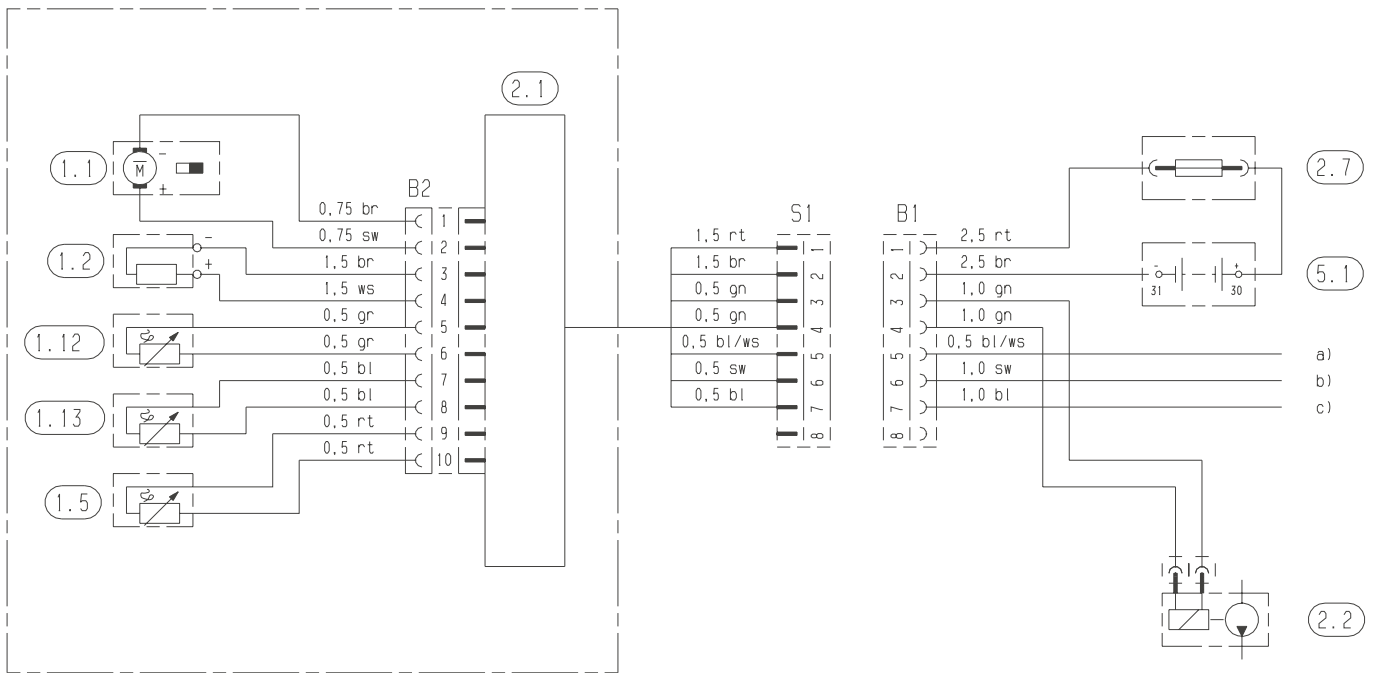 2.1
1.1
M
-
+
B2
0,75 br
0,75 sw
1,5 br
1,5 ws
0,5 gr
0,5 gr
0,5 bl
0,5 bl
0,5 rt
0,5 rt
1
2
3
4
5
6
7
8
9
10
1.2
-
+
1.12
1.13
1.5
S1
1,5 rt
1,5 br
0,5 gn
0,5 gn
0,5 bl/ws
0,5 sw
0,5 bl
1
2
3
4
5
6
7
8
B1
1
2
3
4
5
6
7
8
2,5 rt
2,5 br
1,0 gn
1,0 gn
0,5 bl/ws
1,0 sw
1,0 bl
2.7
-
+
31
30
5.1
a)
b)
c)
2.2